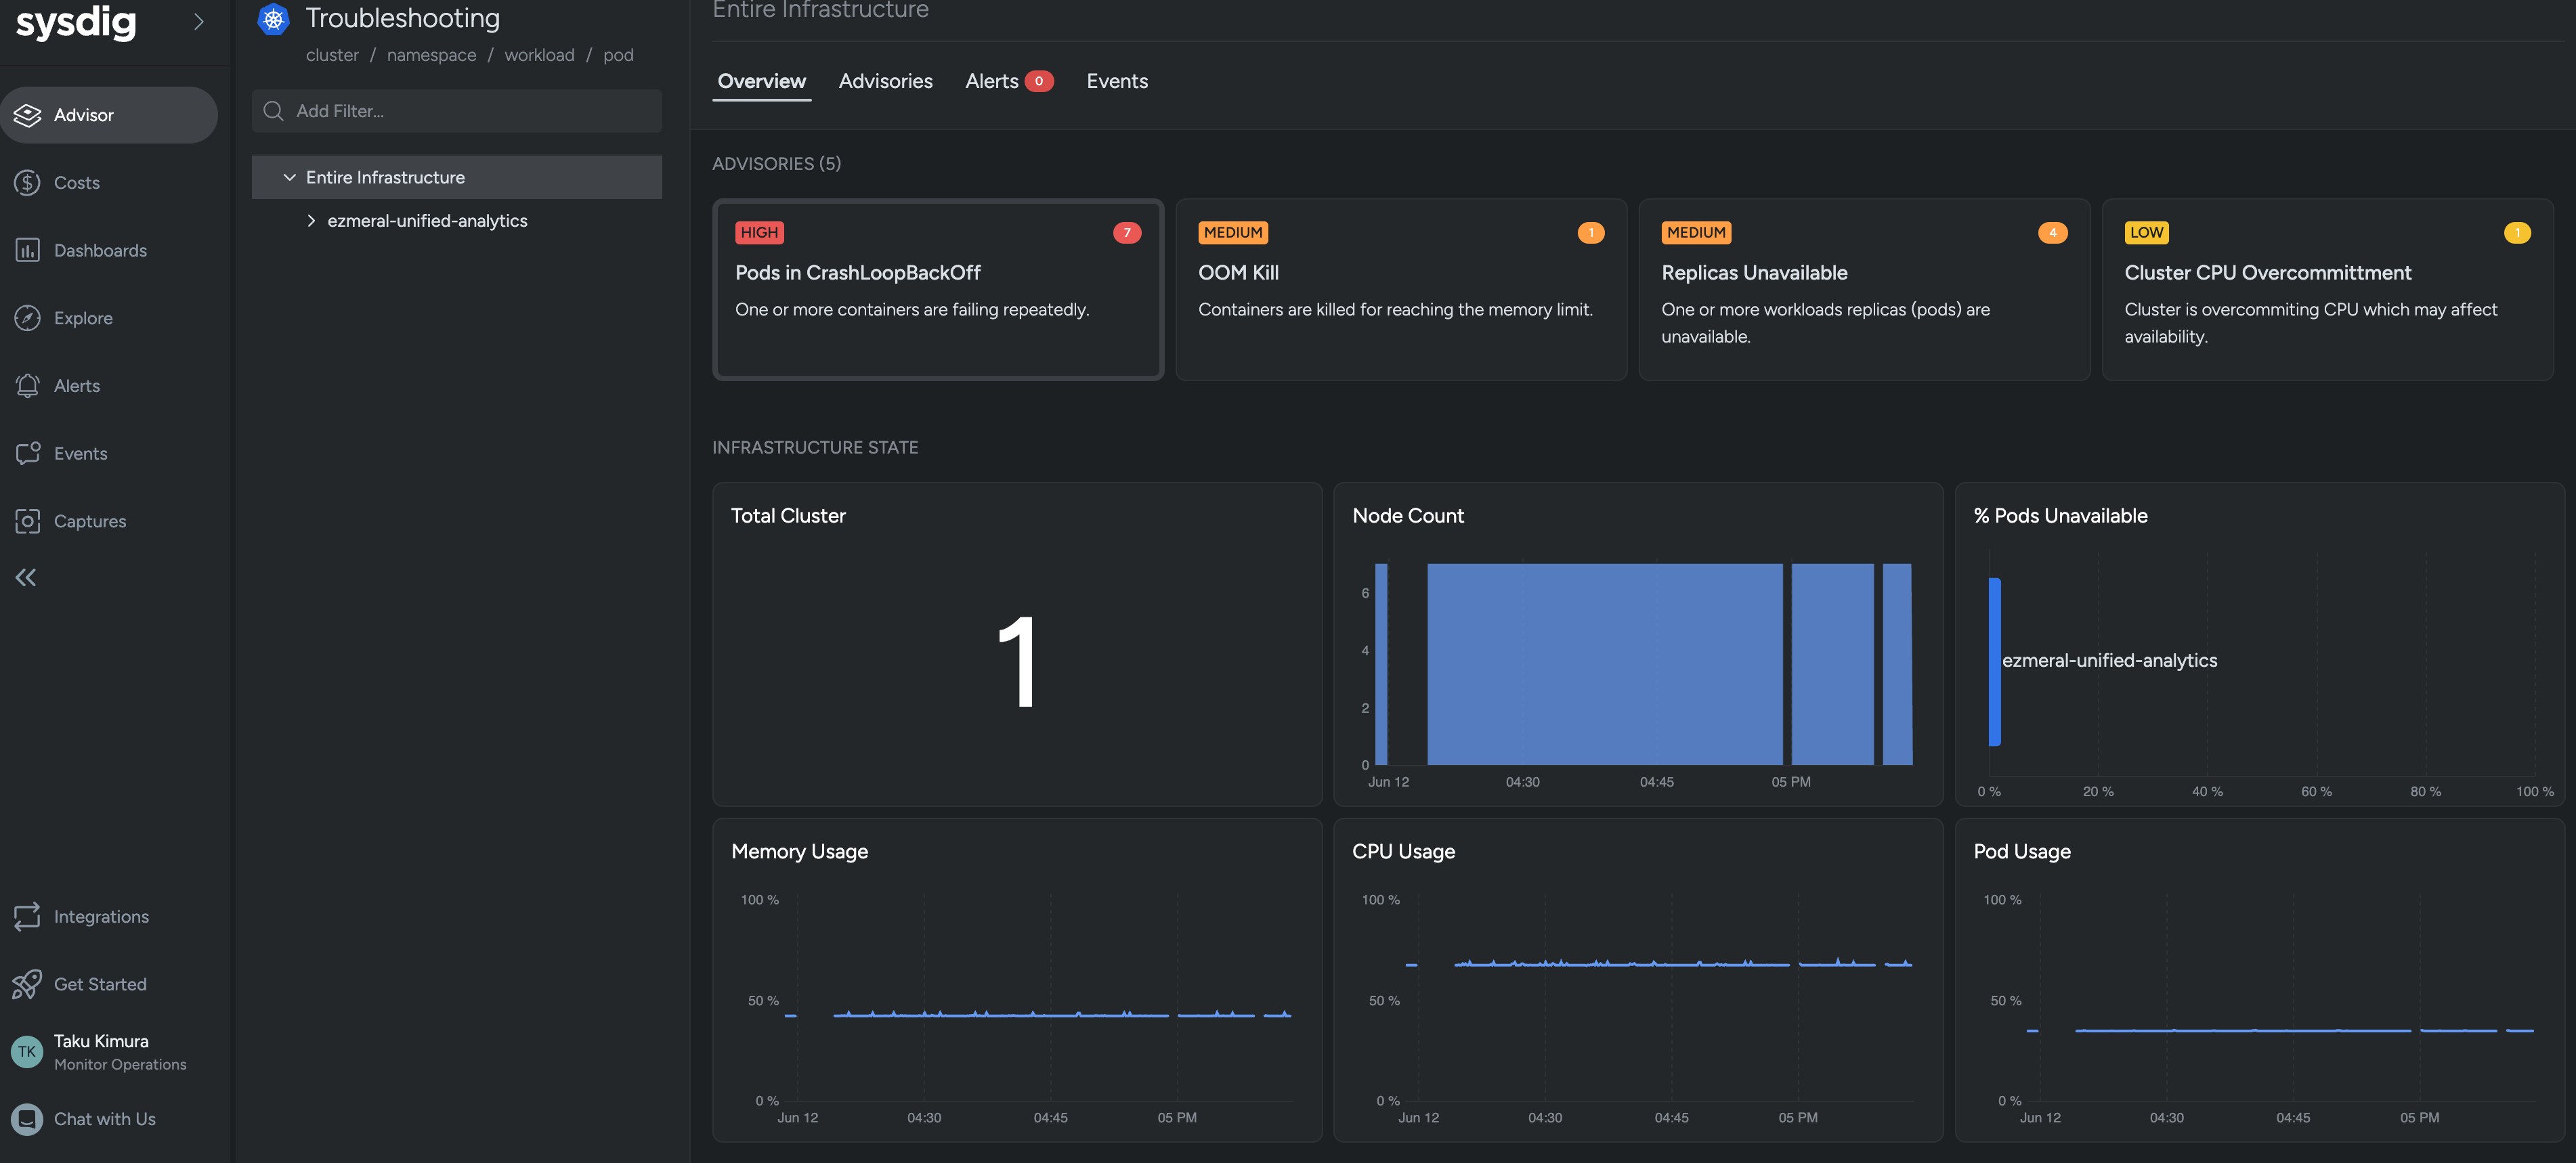 sysdig
Advisor
Costs
Dashboards
Explore
Alerts
Events
Captures
Integrations
Get Started
TK
Taku Kimura
Monitor Operations
Chat with Us
Troubleshooting
cluster / namespace / workload / pod
Add Filter...
Entire Infrastructure
ezmeral-unified-analytics
Entire Infrastructure
Overview Advisories Alerts 0 Events
ADVISORIES (5)
HIGH 7
Pods in CrashLoopBackOff
One or more containers are failing repeatedly.
MEDIUM 1
OOM Kill
Containers are killed for reaching the memory limit.
MEDIUM 4
Replicas Unavailable
One or more workloads replicas (pods) are
unavailable.
LOW 1
Cluster CPU Overcommittment
Cluster is overcommiting CPU which may affect
availability.
INFRASTRUCTURE STATE
Total Cluster
1
Node Count
6
4
2
0
Jun 12 04:30 04:45 05 PM
% Pods Unavailable
ezmeral-unified-analytics
0 % 20 % 40 % 60 % 80 % 100 %
Memory Usage
100 %
50 %
0 %
Jun 12 04:30 04:45 05 PM
CPU Usage
100 %
50 %
0 %
Jun 12 04:30 04:45 05 PM
Pod Usage
100 %
50 %
0 %
Jun 12 04:30 04:45 05 PM